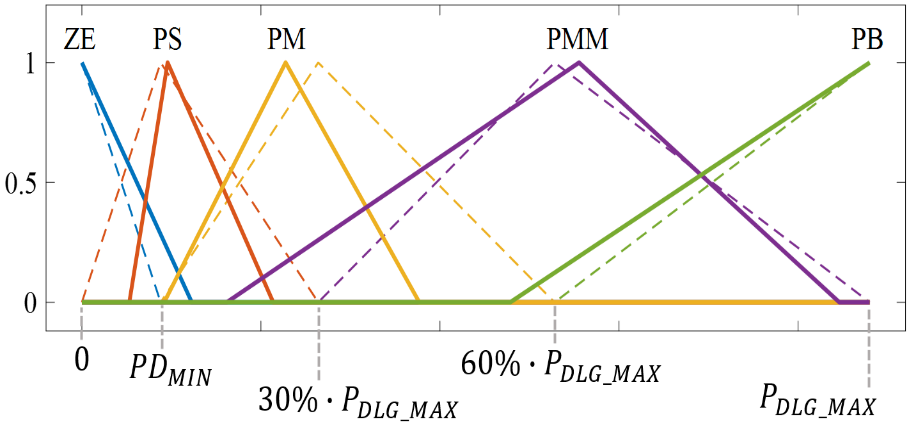 ZE PS PM PMM PB
1
0.5
0
0 PD_MIN 30% · P_DLG_MAX 60% · P_DLG_MAX P_DLG_MAX